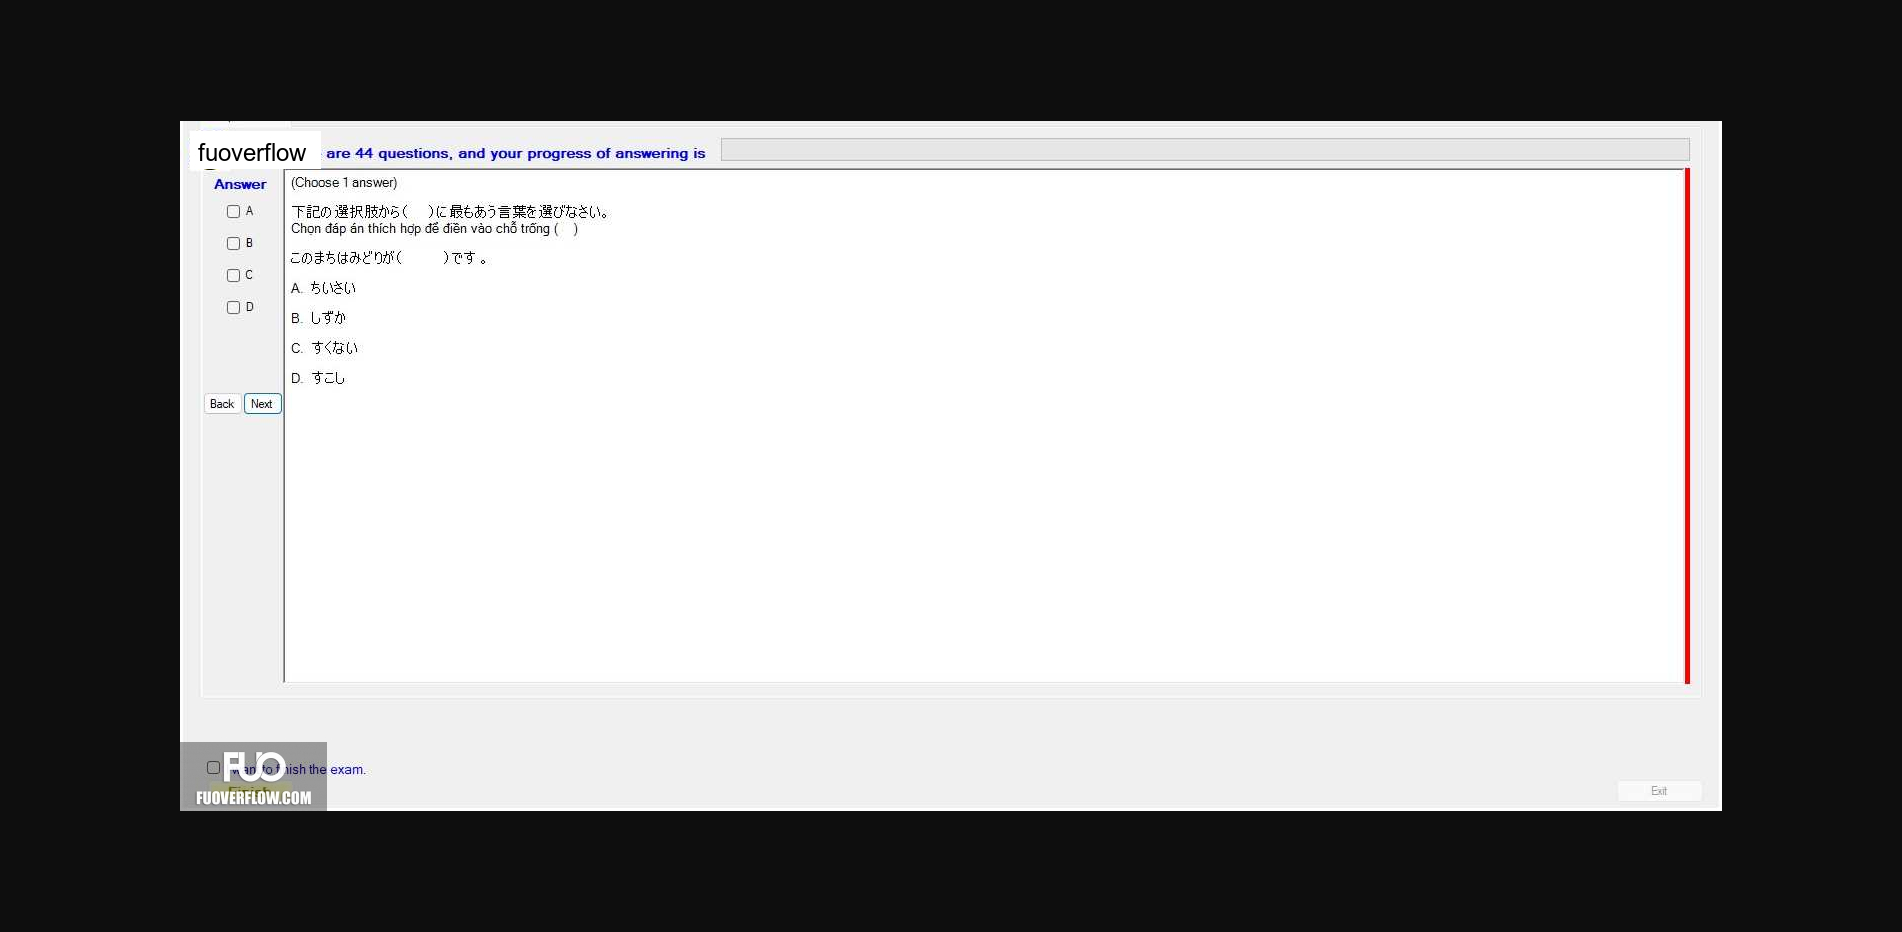 fuoverflow are 44 questions, and your progress of answering is
Answer
(Choose 1 answer)
A
B
C
D
下記の選択肢から(　)に最もあう言葉を選びなさい。
Chọn đáp án thích hợp để điền vào chỗ trống (　)
このまちはみどりが(　　)です 。
A. ちいさい
B. しずか
C. すくない
D. すこし
Back Next
FUO
to finish the exam.
FUOVERFLOW.COM
Finish
Exit